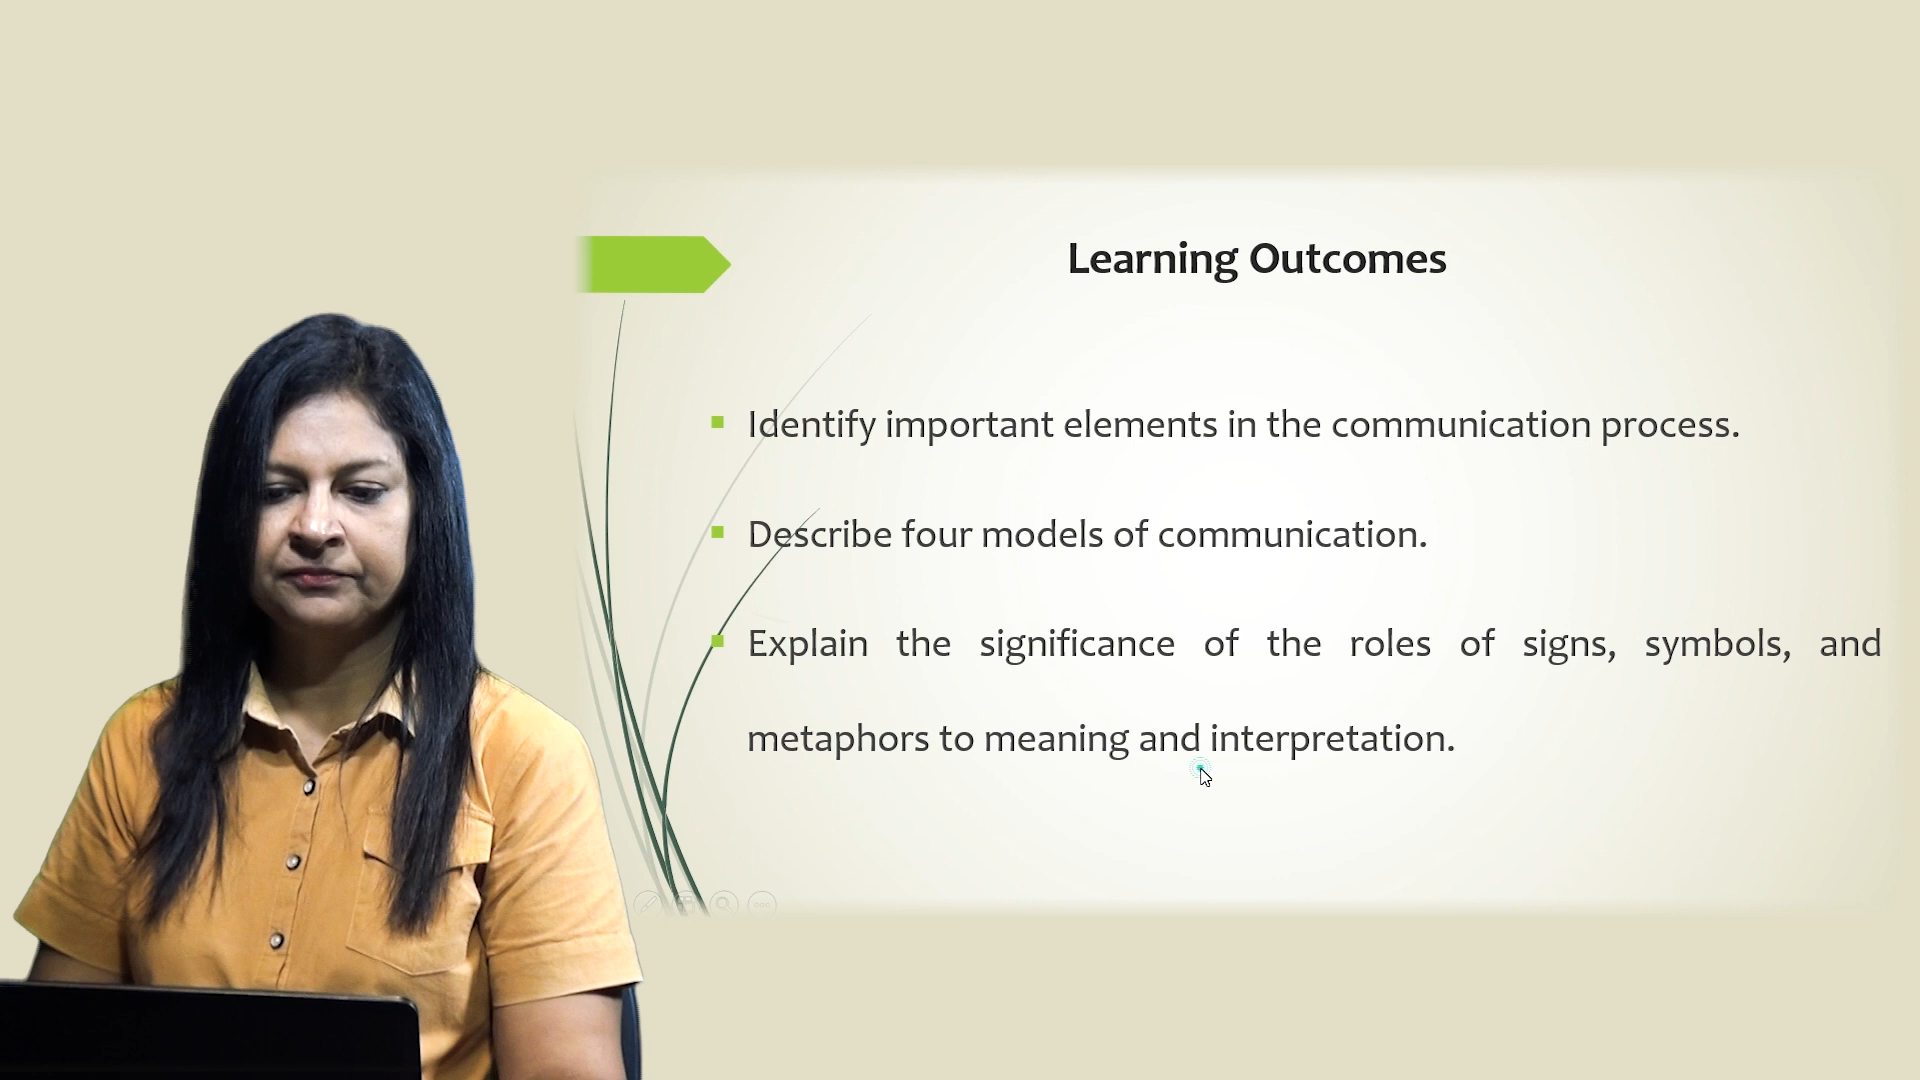 Learning Outcomes
Identify important elements in the communication process.
Describe four models of communication.
Explain the significance of the roles of signs, symbols, and
metaphors to meaning and interpretation.